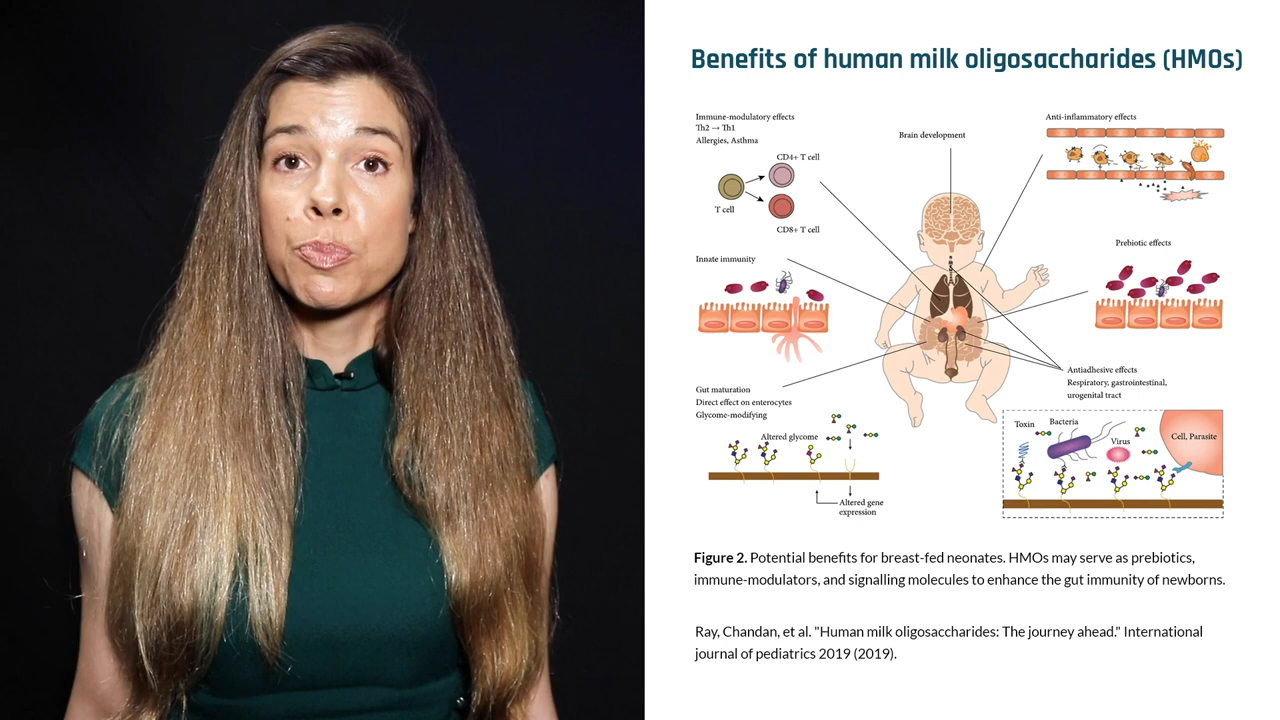 Benefits of human milk oligosaccharides (HMOs)
Immune-modulatory effects
Th2 → Th1
Allergies, Asthma
CD4+ T cell
T cell
CD8+ T cell
Brain development
Anti-inflammatory effects
Innate immunity
Prebiotic effects
Gut maturation
Direct effect on enterocytes
Glycome-modifying
Altered glycome
Altered gene
expression
Antiadhesive effects
Respiratory, gastrointestinal,
urogenital tract
Toxin
Bacteria
Virus
Cell, Parasite
Figure 2. Potential benefits for breast-fed neonates. HMOs may serve as prebiotics,
immune-modulators, and signalling molecules to enhance the gut immunity of newborns.
Ray, Chandan, et al. "Human milk oligosaccharides: The journey ahead." International
journal of pediatrics 2019 (2019).